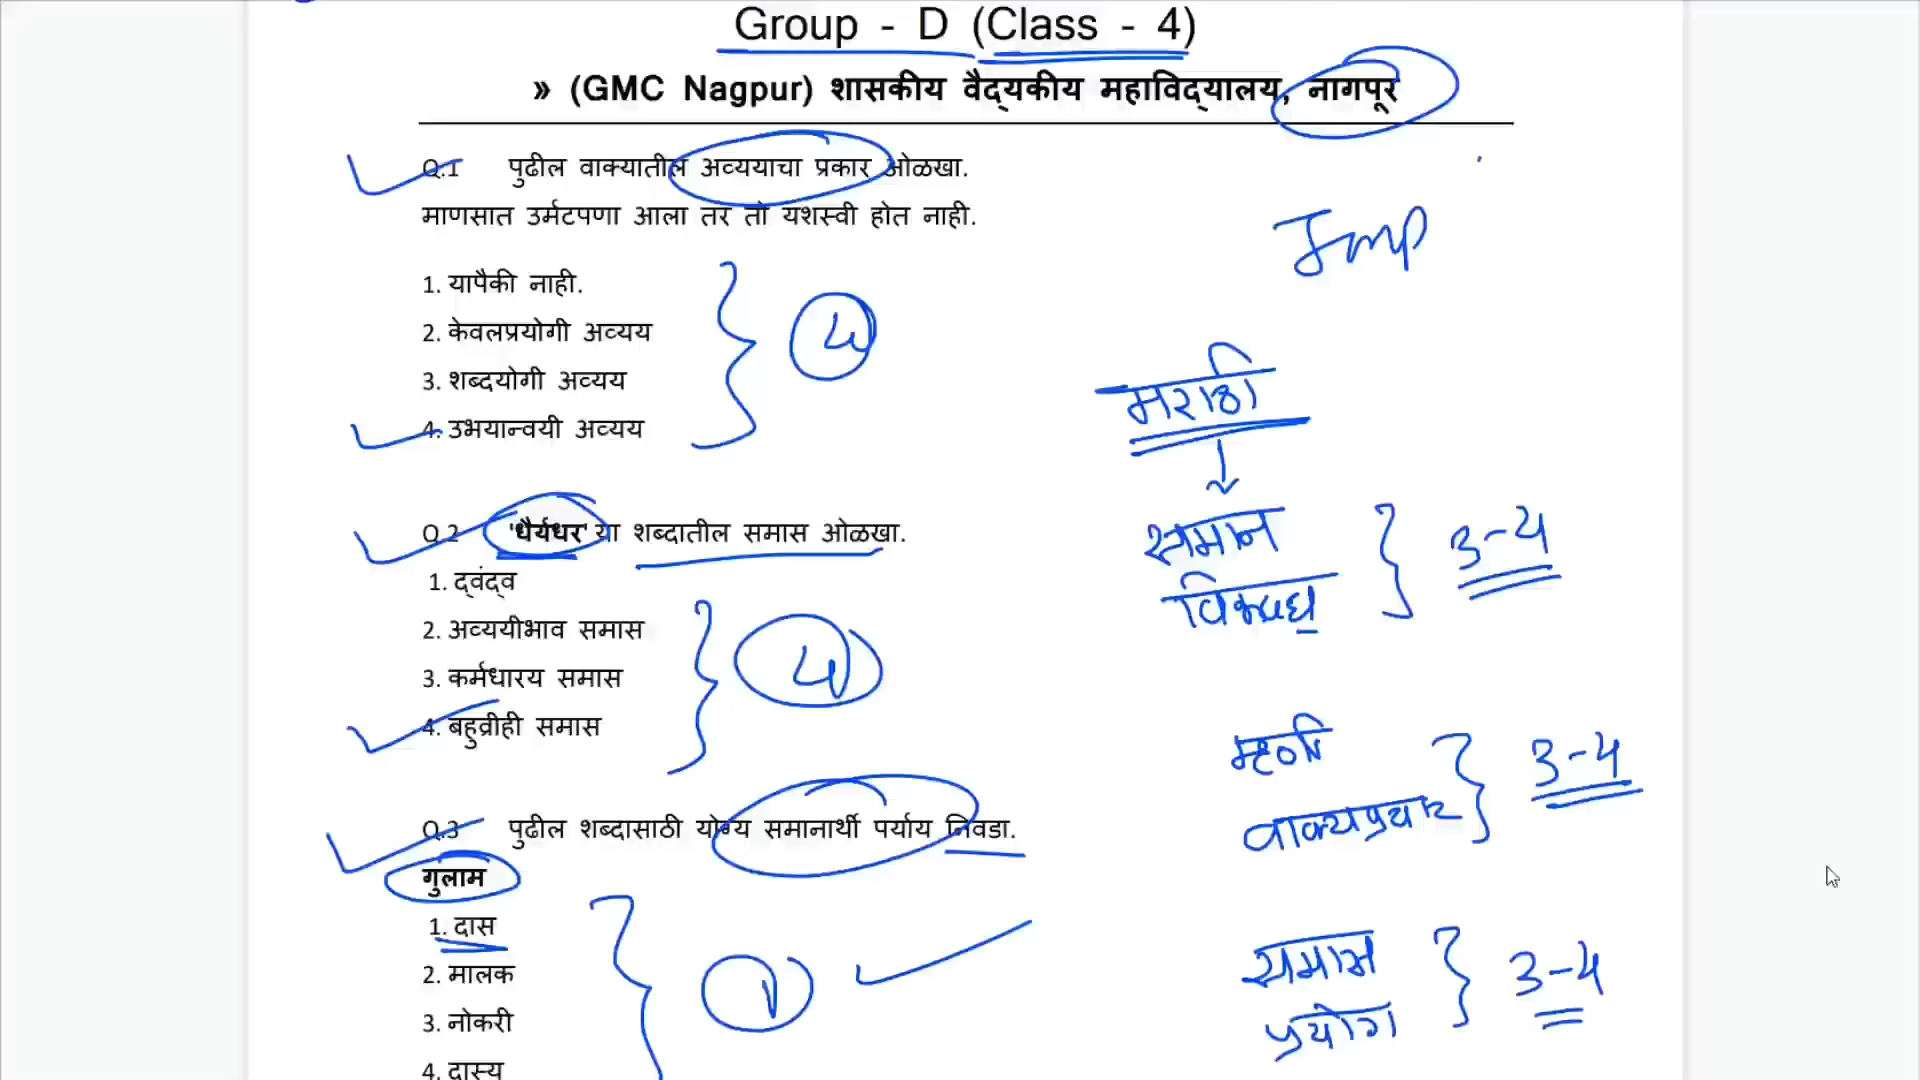 Group - D (Class - 4)
» (GMC Nagpur) शासकीय वैद्यकीय महाविद्यालय, नागपूर
Q.1 पुढील वाक्यातील अव्ययाचा प्रकार ओळखा.
माणसात उर्मटपणा आला तर तो यशस्वी होत नाही.
Imp
1. यापैकी नाही.
2. केवलप्रयोगी अव्यय
4
3. शब्दयोगी अव्यय
मराठी
4. उभयान्वयी अव्यय
Q.2 'धैर्यधर' या शब्दातील समास ओळखा.
समान
3-4
1. द्वंद्व
2. अव्ययीभाव समास
3. कर्मधारय समास
4
4. बहुव्रीही समास
म्हणी
3-4
वाक्यप्रचार
Q.3 पुढील शब्दासाठी योग्य समानार्थी पर्याय निवडा.
गुलाम
1. दास
2. मालक
1
समास
3-4
3. नोकरी
प्रयोग
4. दास्य